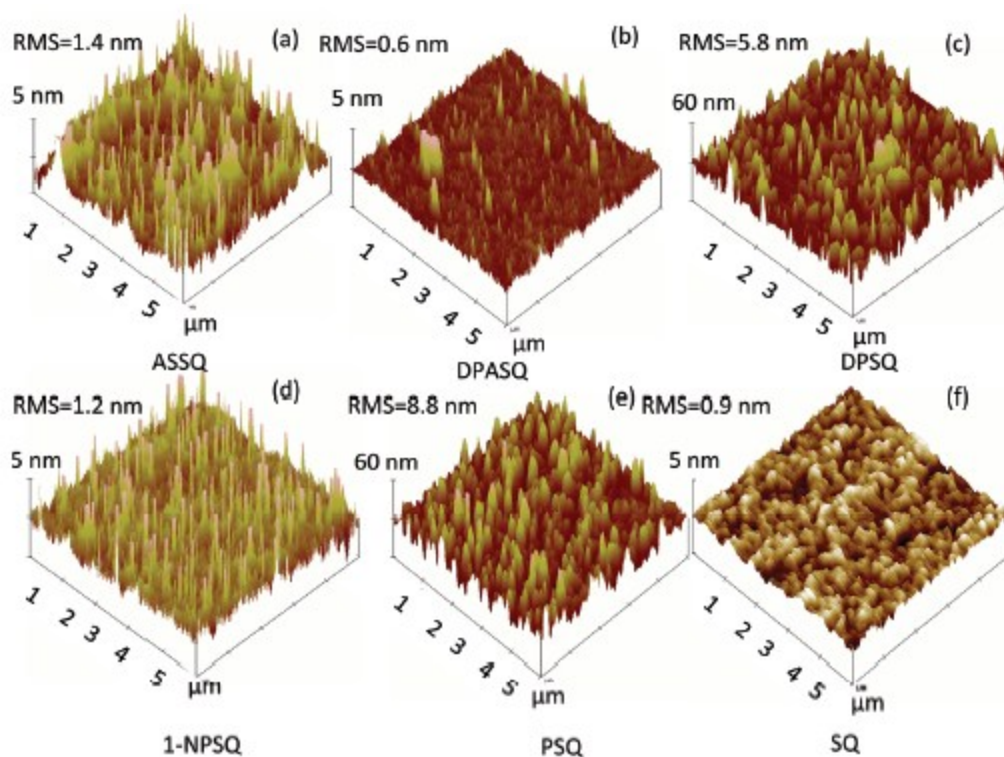 RMS=1.4 nm
(a)
5 nm
1
2
3
4
5
μm
ASSQ
RMS=0.6 nm
(b)
5 nm
1
2
3
4
5
μm
DPASQ
RMS=5.8 nm
(c)
60 nm
1
2
3
4
5
μm
DPSQ
RMS=1.2 nm
(d)
5 nm
1
2
3
4
5
μm
1-NPSQ
RMS=8.8 nm
(e)
60 nm
1
2
3
4
5
μm
PSQ
RMS=0.9 nm
(f)
5 nm
1
2
3
4
5
μm
SQ